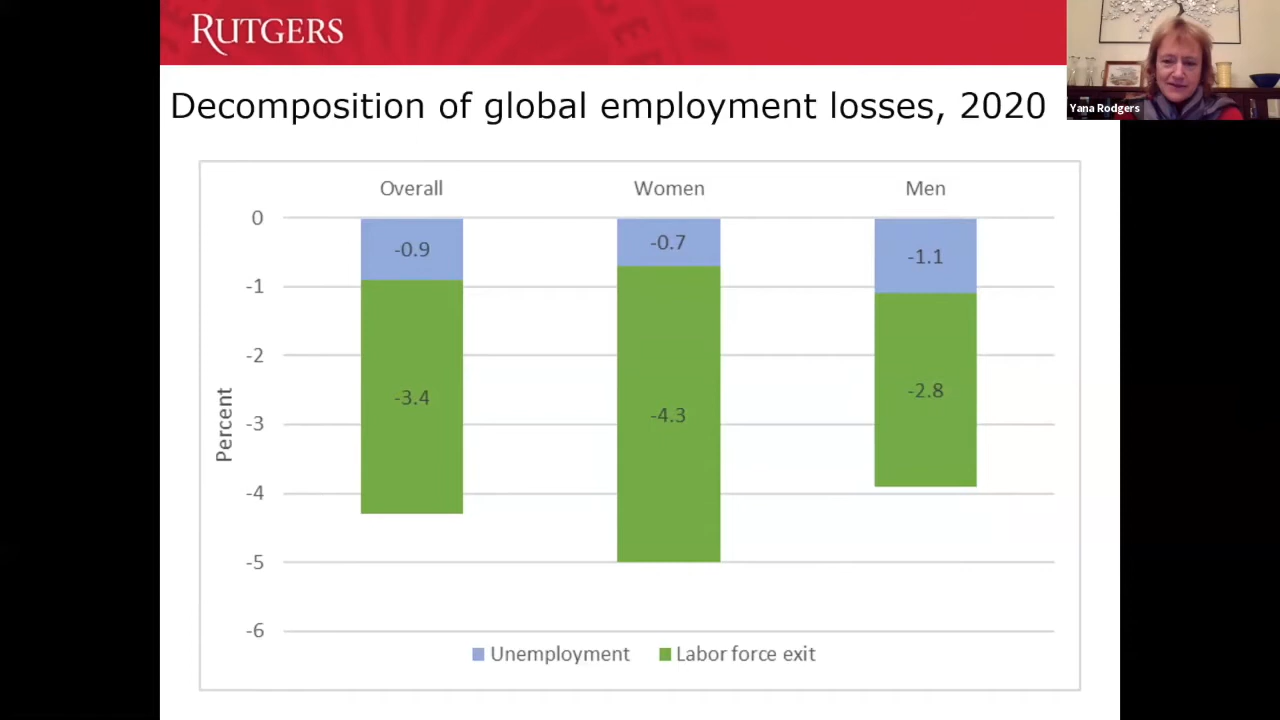 RUTGERS
Yana Rodgers
Decomposition of global employment losses, 2020
Overall Women Men
0
-0.9 -0.7 -1.1
-1
-2
-3.4 -4.3 -2.8
-3
-4
-5
-6
Percent
Unemployment Labor force exit